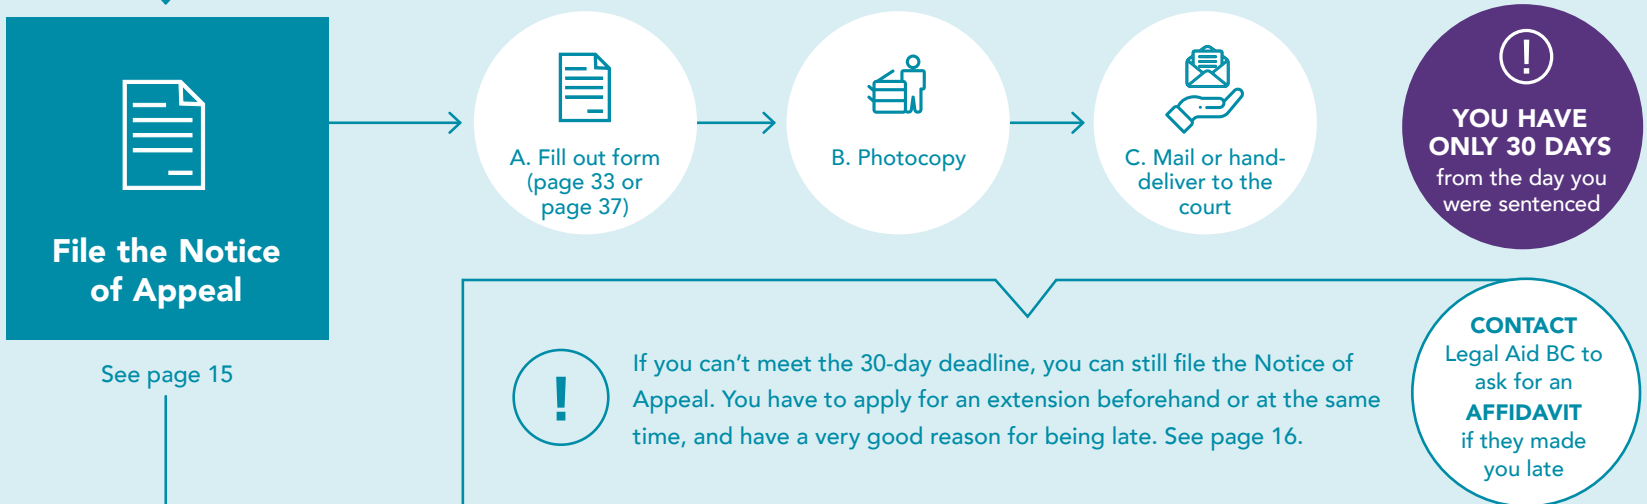 File the Notice
of Appeal
See page 15
A. Fill out form
(page 33 or
page 37)
B. Photocopy
C. Mail or hand-
deliver to the
court
!
YOU HAVE
ONLY 30 DAYS
from the day you
were sentenced
!
If you can’t meet the 30-day deadline, you can still file the Notice of
Appeal. You have to apply for an extension beforehand or at the same
time, and have a very good reason for being late. See page 16.
CONTACT
Legal Aid BC to
ask for an
AFFIDAVIT
if they made
you late